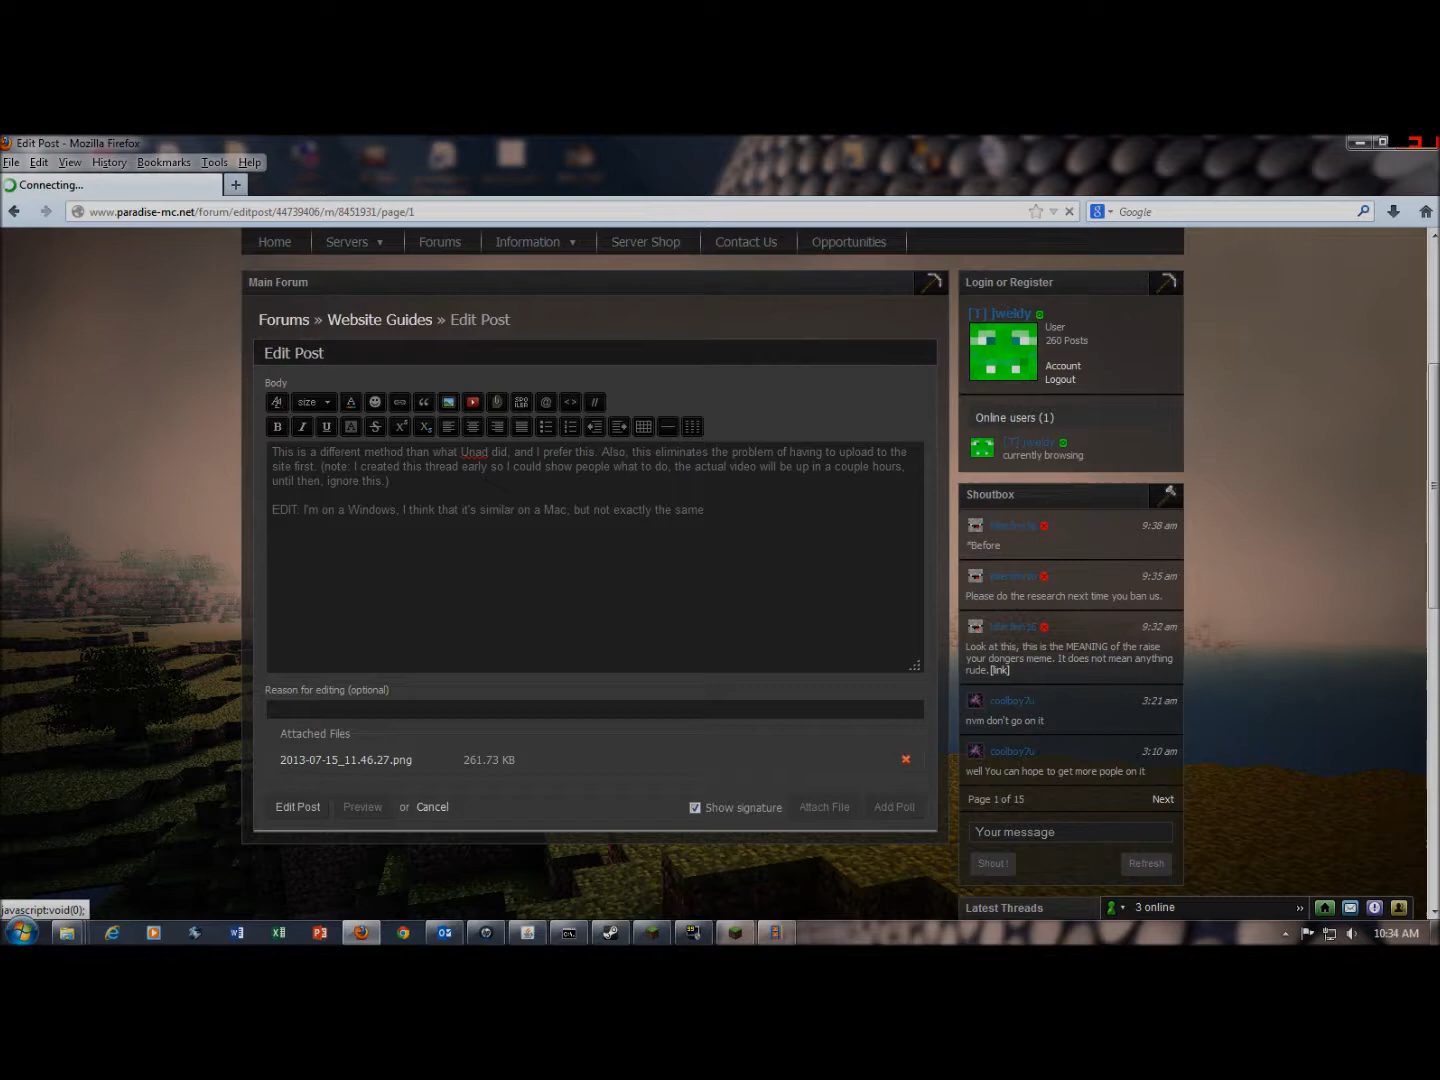 Edit Post - Mozilla Firefox
File Edit View History Bookmarks Tools Help
Connecting...
www.paradise-mc.net/forum/editpost/44739406/m/8451931/page/1
Google
Home Servers Forums Information Server Shop Contact Us Opportunities
Main Forum
Forums » Website Guides » Edit Post
Edit Post
Body
size
SPOILER @ <> //
B I U A S X² X₂
This is a different method than what Unad did, and I prefer this. Also, this eliminates the problem of having to upload to the
site first. (note: I created this thread early so I could show people what to do, the actual video will be up in a couple hours,
until then, ignore this.)
EDIT: I'm on a Windows, I think that it's similar on a Mac, but not exactly the same
Reason for editing (optional)
Attached Files
2013-07-15_11.46.27.png 261.73 KB
Edit Post Preview or Cancel Show signature Attach File Add Poll
Login or Register
[T] jweldy
User
260 Posts
Account
Logout
Online users (1)
[T] jweldy
currently browsing
Shoutbox
9:38 am
*Before
9:35 am
Please do the research next time you ban us.
9:32 am
Look at this, this is the MEANING of the raise
your dongers meme. It does not mean anything
rude.[link]
coolboy7u 3:21 am
nvm don't go on it
coolboy7u 3:10 am
well You can hope to get more pople on it
Page 1 of 15 Next
Your message
Shout! Refresh
Latest Threads
3 online »
javascript:void(0);
10:34 AM